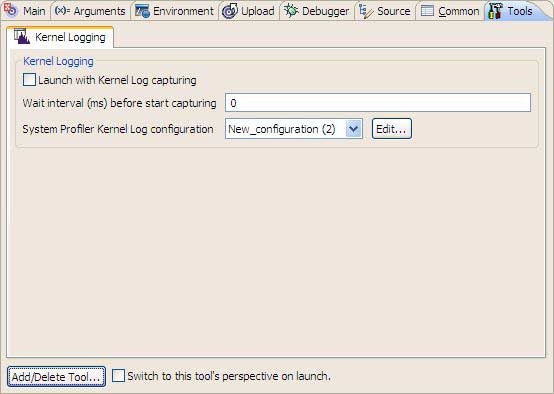 Main (x)= Arguments Environment Upload Debugger Source Common Tools
Kernel Logging
Kernel Logging
Launch with Kernel Log capturing
Wait interval (ms) before start capturing 0
System Profiler Kernel Log configuration New_configuration (2) Edit...
Add/Delete Tool... Switch to this tool's perspective on launch.